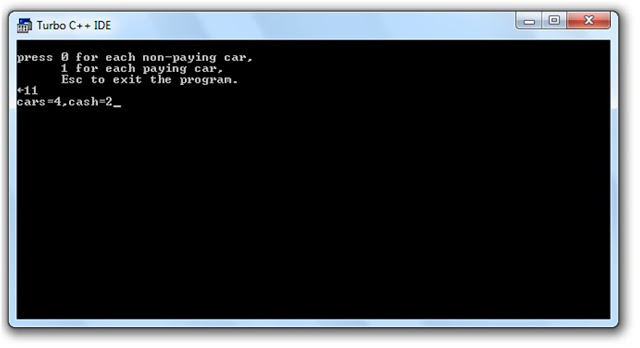 Turbo C++ IDE
press 0 for each non-paying car,
1 for each paying car,
Esc to exit the program.
←11
cars=4,cash=2_